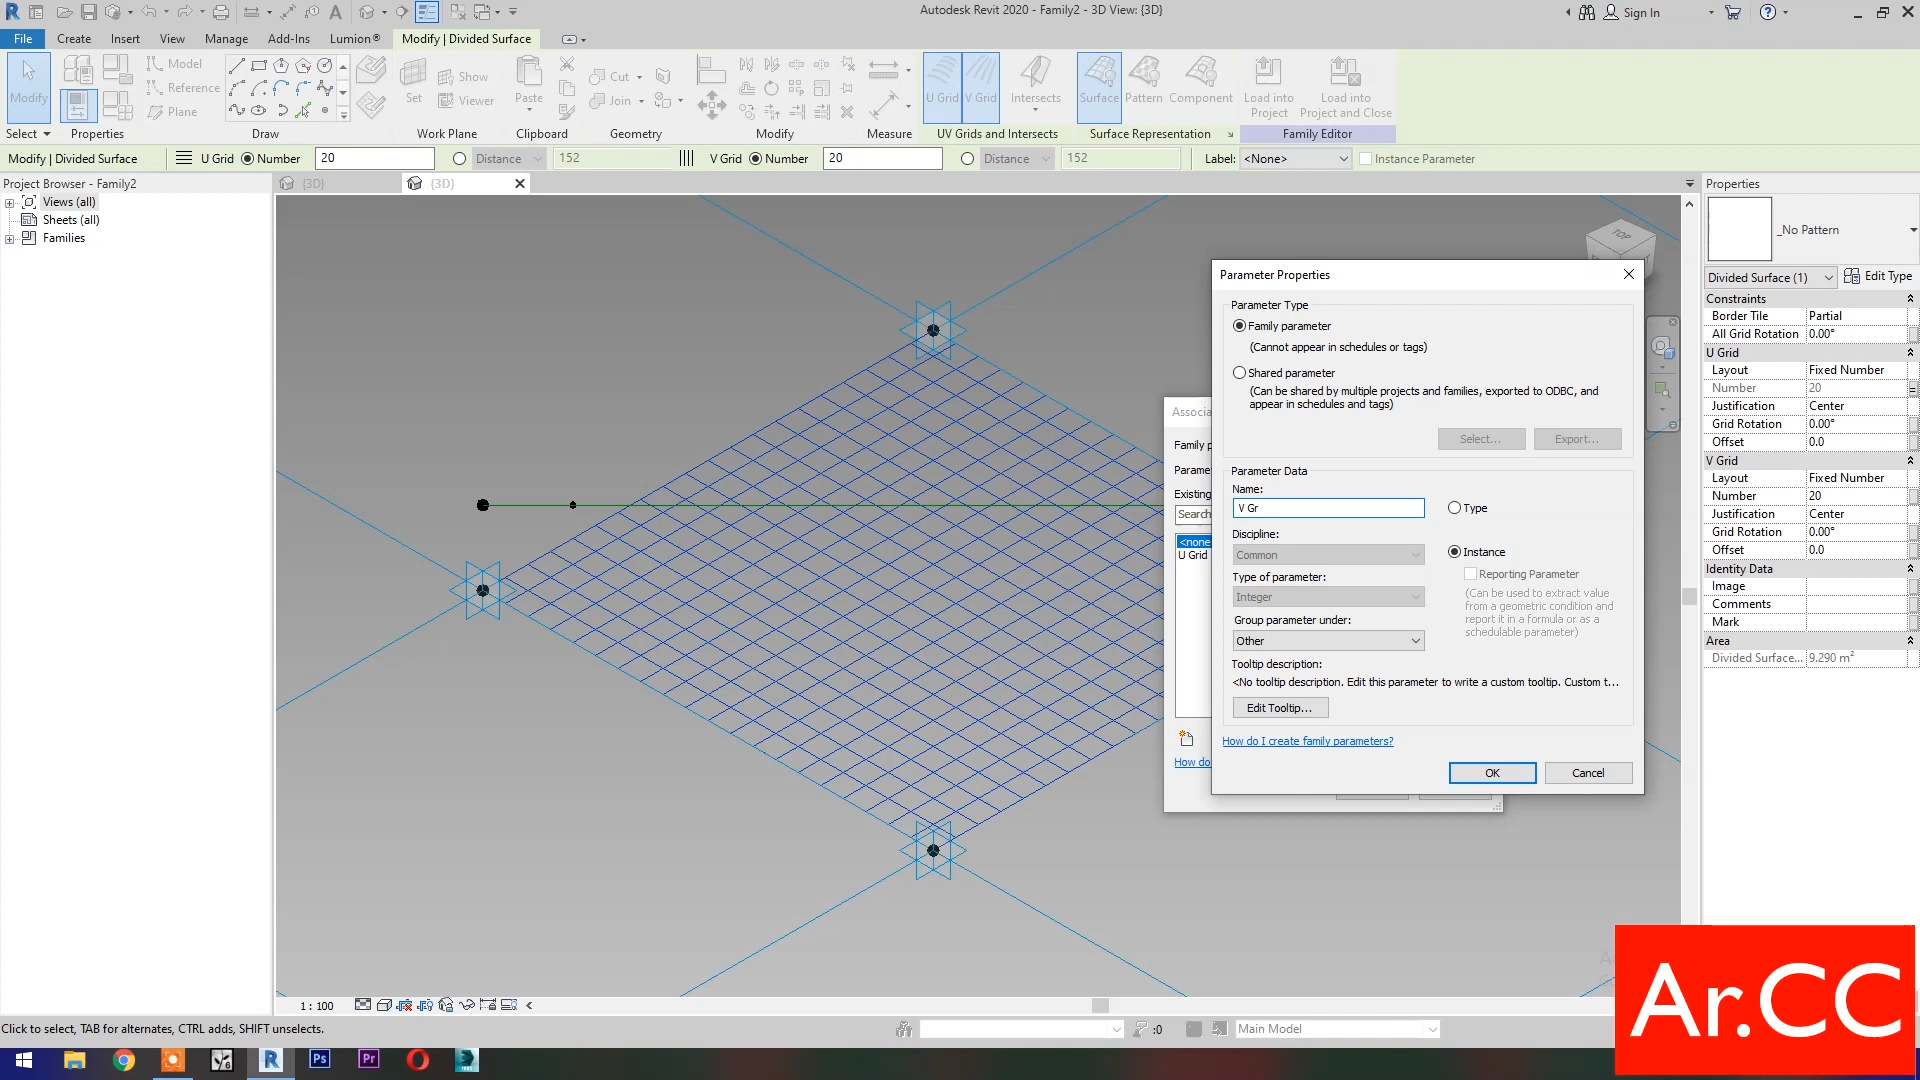 Autodesk Revit 2020 - Family2 - 3D View: {3D}
Sign In
File Create Insert View Manage Add-Ins Lumion® Modify | Divided Surface
Modify
Model
Reference
Plane
Set
Show
Viewer
Paste
Cut
Join
U Grid V Grid Intersects
Surface Pattern Component
Load into Project
Load into Project and Close
Select Properties Draw Work Plane Clipboard Geometry Modify Measure UV Grids and Intersects Surface Representation Family Editor
Modify | Divided Surface U Grid Number 20 Distance 152 V Grid Number 20 Distance 152 Label: <None> Instance Parameter
Project Browser - Family2
{3D}
{3D}
Properties
Views (all)
Sheets (all)
Families
TOP
_No Pattern
Divided Surface (1) Edit Type
Constraints
Border Tile Partial
All Grid Rotation 0.00°
U Grid
Layout Fixed Number
Number 20
Justification Center
Grid Rotation 0.00°
Offset 0.0
V Grid
Layout Fixed Number
Number 20
Justification Center
Grid Rotation 0.00°
Offset 0.0
Identity Data
Image
Comments
Mark
Area
Divided Surface... 9.290 m²
Associa
Family p
Parame
Existing
Search
<none
U Grid
How do
Parameter Properties
Parameter Type
Family parameter
(Cannot appear in schedules or tags)
Shared parameter
(Can be shared by multiple projects and families, exported to ODBC, and
appear in schedules and tags)
Select... Export...
Parameter Data
Name:
V Gr
Type
Discipline:
Common
Instance
Type of parameter:
Reporting Parameter
Integer
(Can be used to extract value
from a geometric condition and
report it in a formula or as a
schedulable parameter)
Group parameter under:
Other
Tooltip description:
<No tooltip description. Edit this parameter to write a custom tooltip. Custom t...
Edit Tooltip...
How do I create family parameters?
OK Cancel
1 : 100
Click to select, TAB for alternates, CTRL adds, SHIFT unselects.
:0
Main Model
Ar.CC